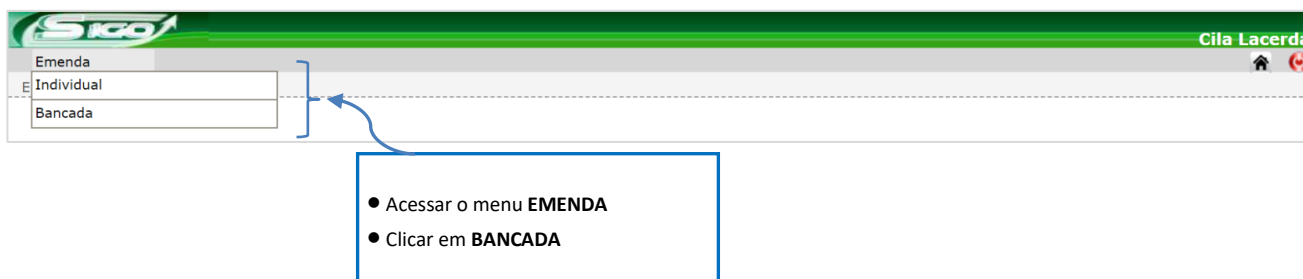 SIGO
Cila Lacerda
Emenda
E
Individual
Bancada
• Acessar o menu EMENDA
• Clicar em BANCADA